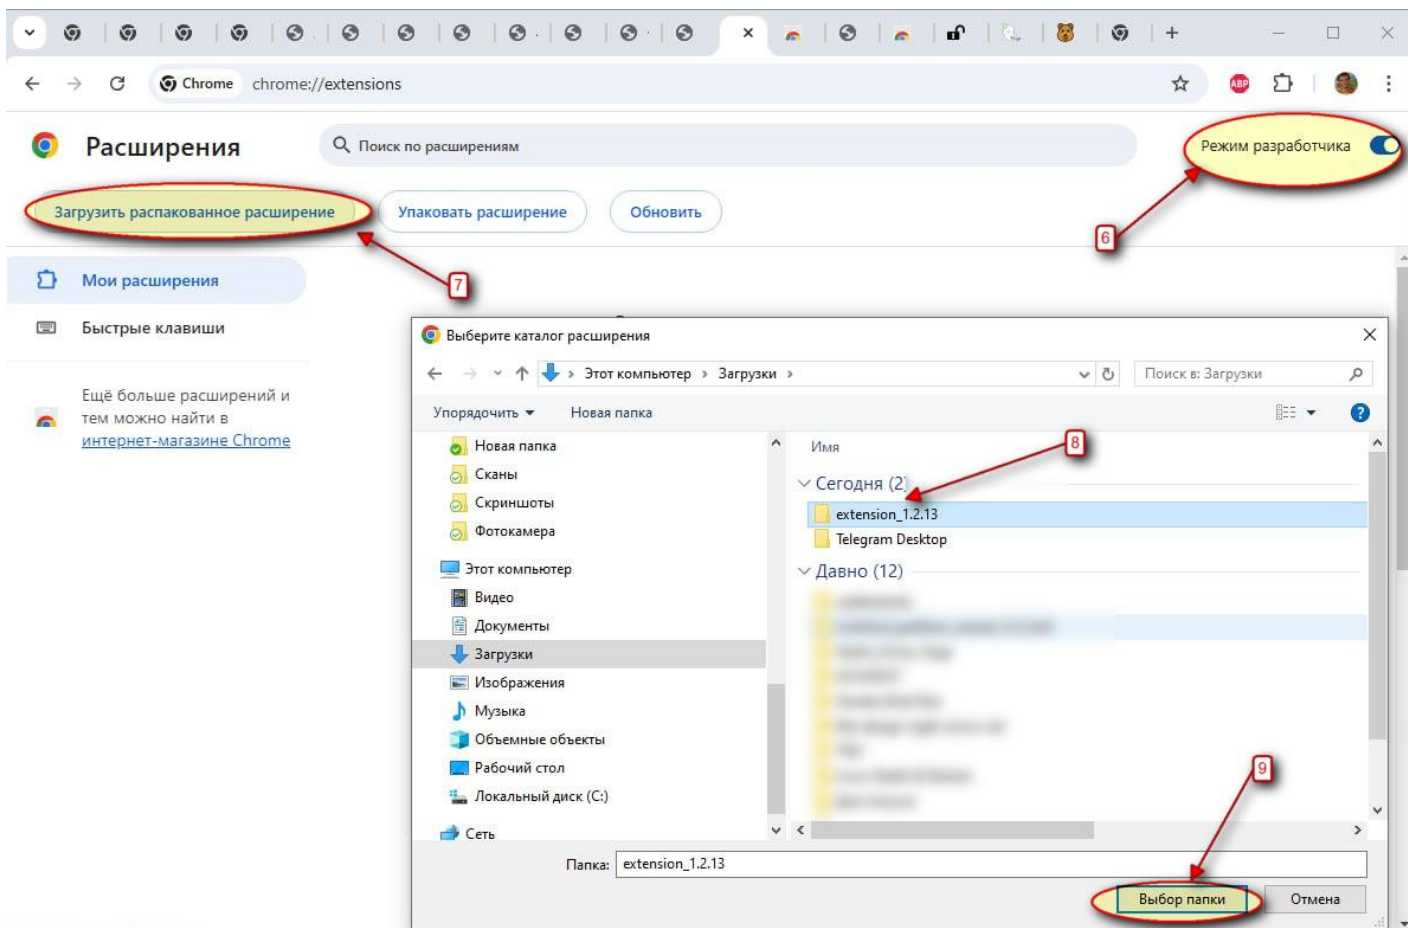 Chrome chrome://extensions
ABP
Расширения
Поиск по расширениям
Режим разработчика
Загрузить распакованное расширение
Упаковать расширение
Обновить
6
7
Мои расширения
Быстрые клавиши
Ещё больше расширений и
тем можно найти в
интернет-магазине Chrome
Выберите каталог расширения
Этот компьютер › Загрузки ›
Поиск в: Загрузки
Упорядочить
Новая папка
Новая папка
Сканы
Скриншоты
Фотокамера
Этот компьютер
Видео
Документы
Загрузки
Изображения
Музыка
Объемные объекты
Рабочий стол
Локальный диск (C:)
Сеть
Имя
8
Сегодня (2)
extension_1.2.13
Telegram Desktop
Давно (12)
9
Папка: extension_1.2.13
Выбор папки
Отмена